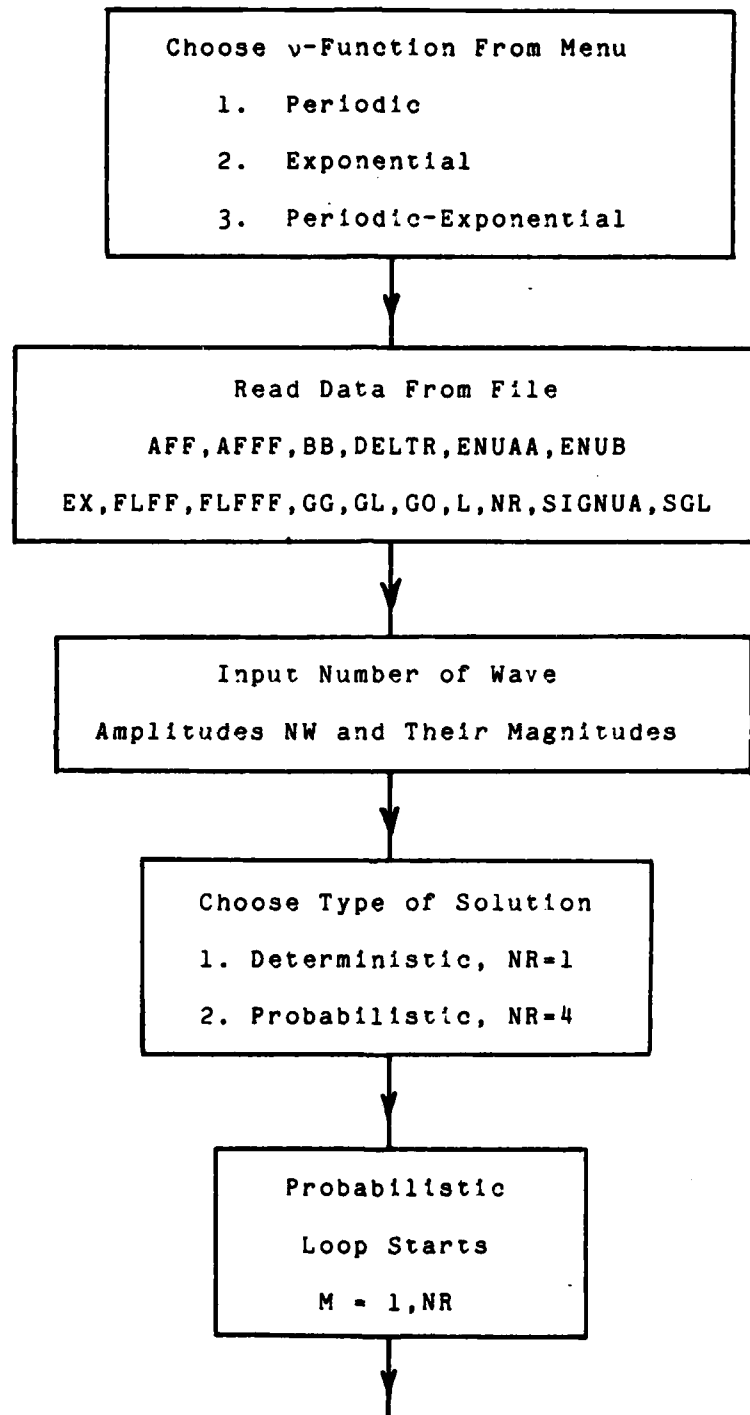 Choose ν-Function From Menu
1. Periodic
2. Exponential
3. Periodic-Exponential
Read Data From File
AFF,AFFF,BB,DELTR,ENUAA,ENUB
EX,FLFF,FLFFF,GG,GL,GO,L,NR,SIGNUA,SGL
Input Number of Wave
Amplitudes NW and Their Magnitudes
Choose Type of Solution
1. Deterministic, NR=1
2. Probabilistic, NR=4
Probabilistic
Loop Starts
M = 1,NR